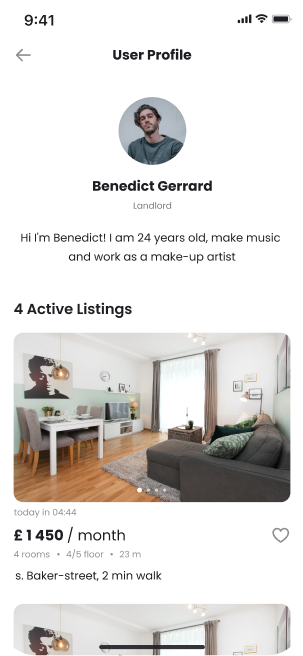 9:41
User Profile
Benedict Gerrard
Landlord
Hi I'm Benedict! I am 24 years old, make music
and work as a make-up artist
4 Active Listings
today in 04:44
£ 1 450 / month
4 rooms • 4/5 floor • 23 m
s. Baker-street, 2 min walk